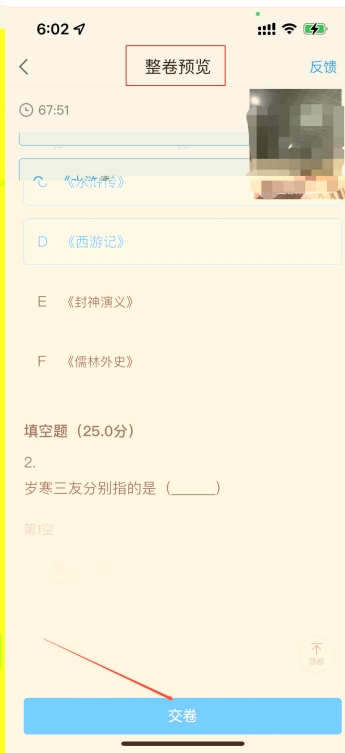 6:02
整卷预览
反馈
67:51
C 《水浒传》
D 《西游记》
E 《封神演义》
F 《儒林外史》
填空题（25.0分）
2.
岁寒三友分别指的是（______）
第1空
顶部
交卷